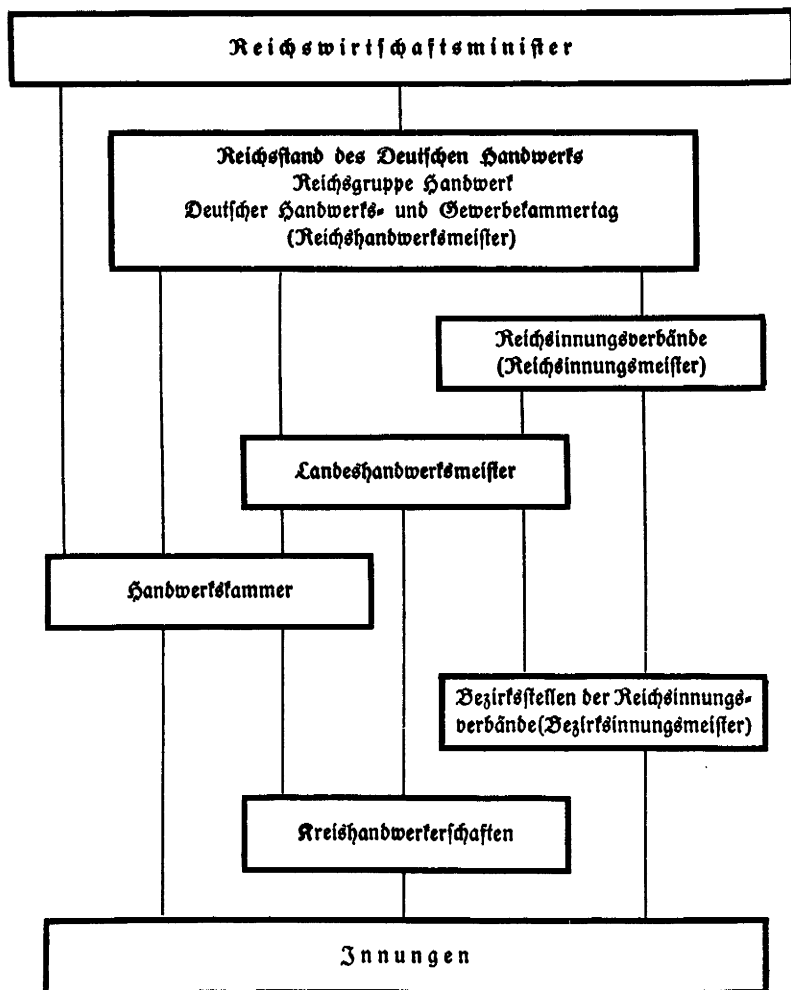 Reichswirtschaftsminister
Reichsstand des Deutschen Handwerks
Reichsgruppe Handwerk
Deutscher Handwerks- und Gewerbekammertag
(Reichshandwerksmeister)
Reichsinnungsverbände
(Reichsinnungsmeister)
Landeshandwerksmeister
Handwerkskammer
Bezirksstellen der Reichsinnungs-
verbände (Bezirksinnungsmeister)
Kreishandwerkerschaften
Innungen